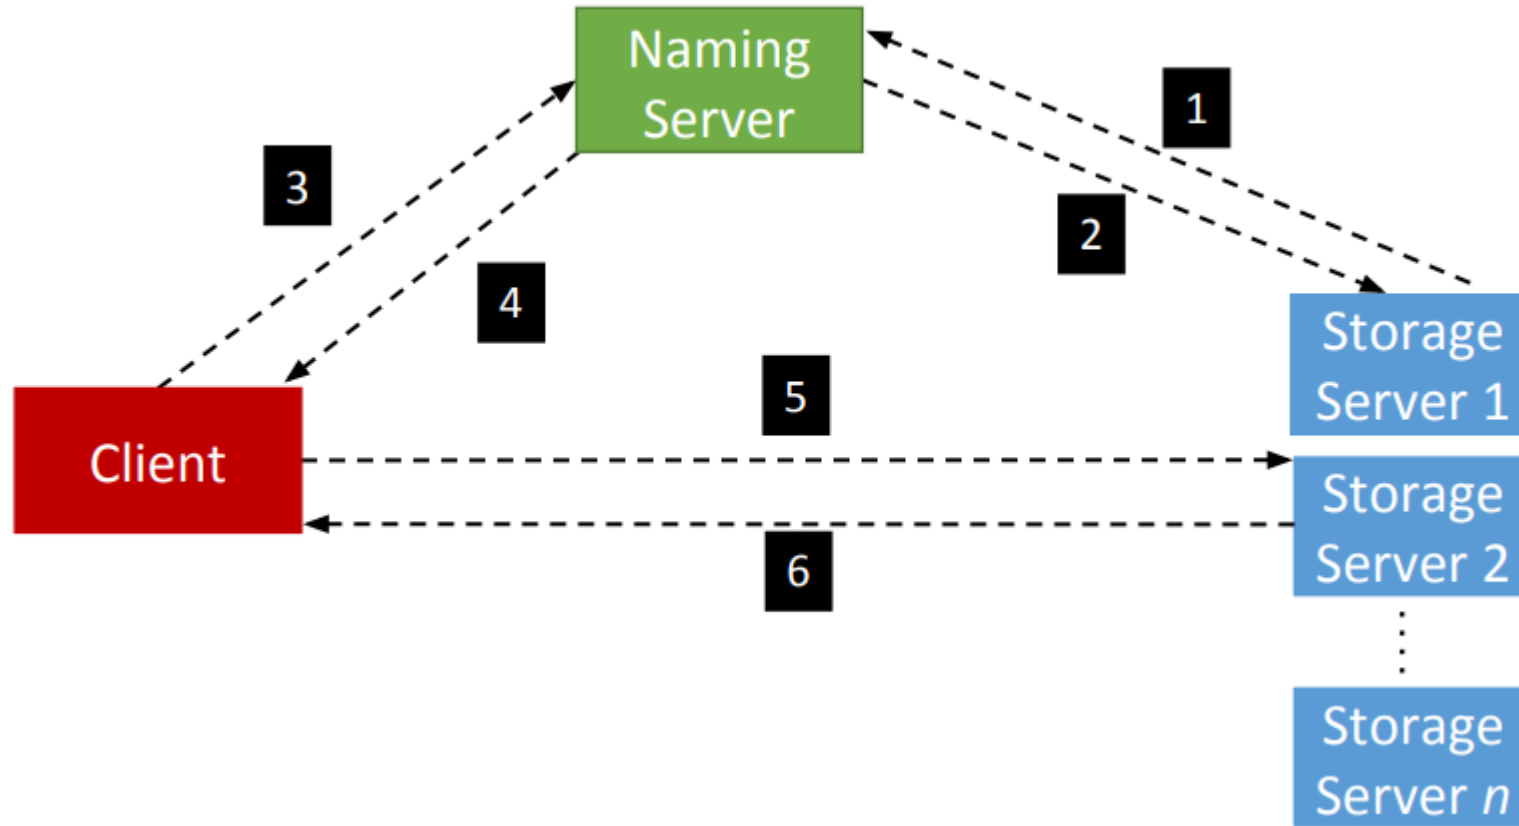 Naming
Server
1
2
3
4
5
6
Client
Storage
Server 1
Storage
Server 2
Storage
Server n